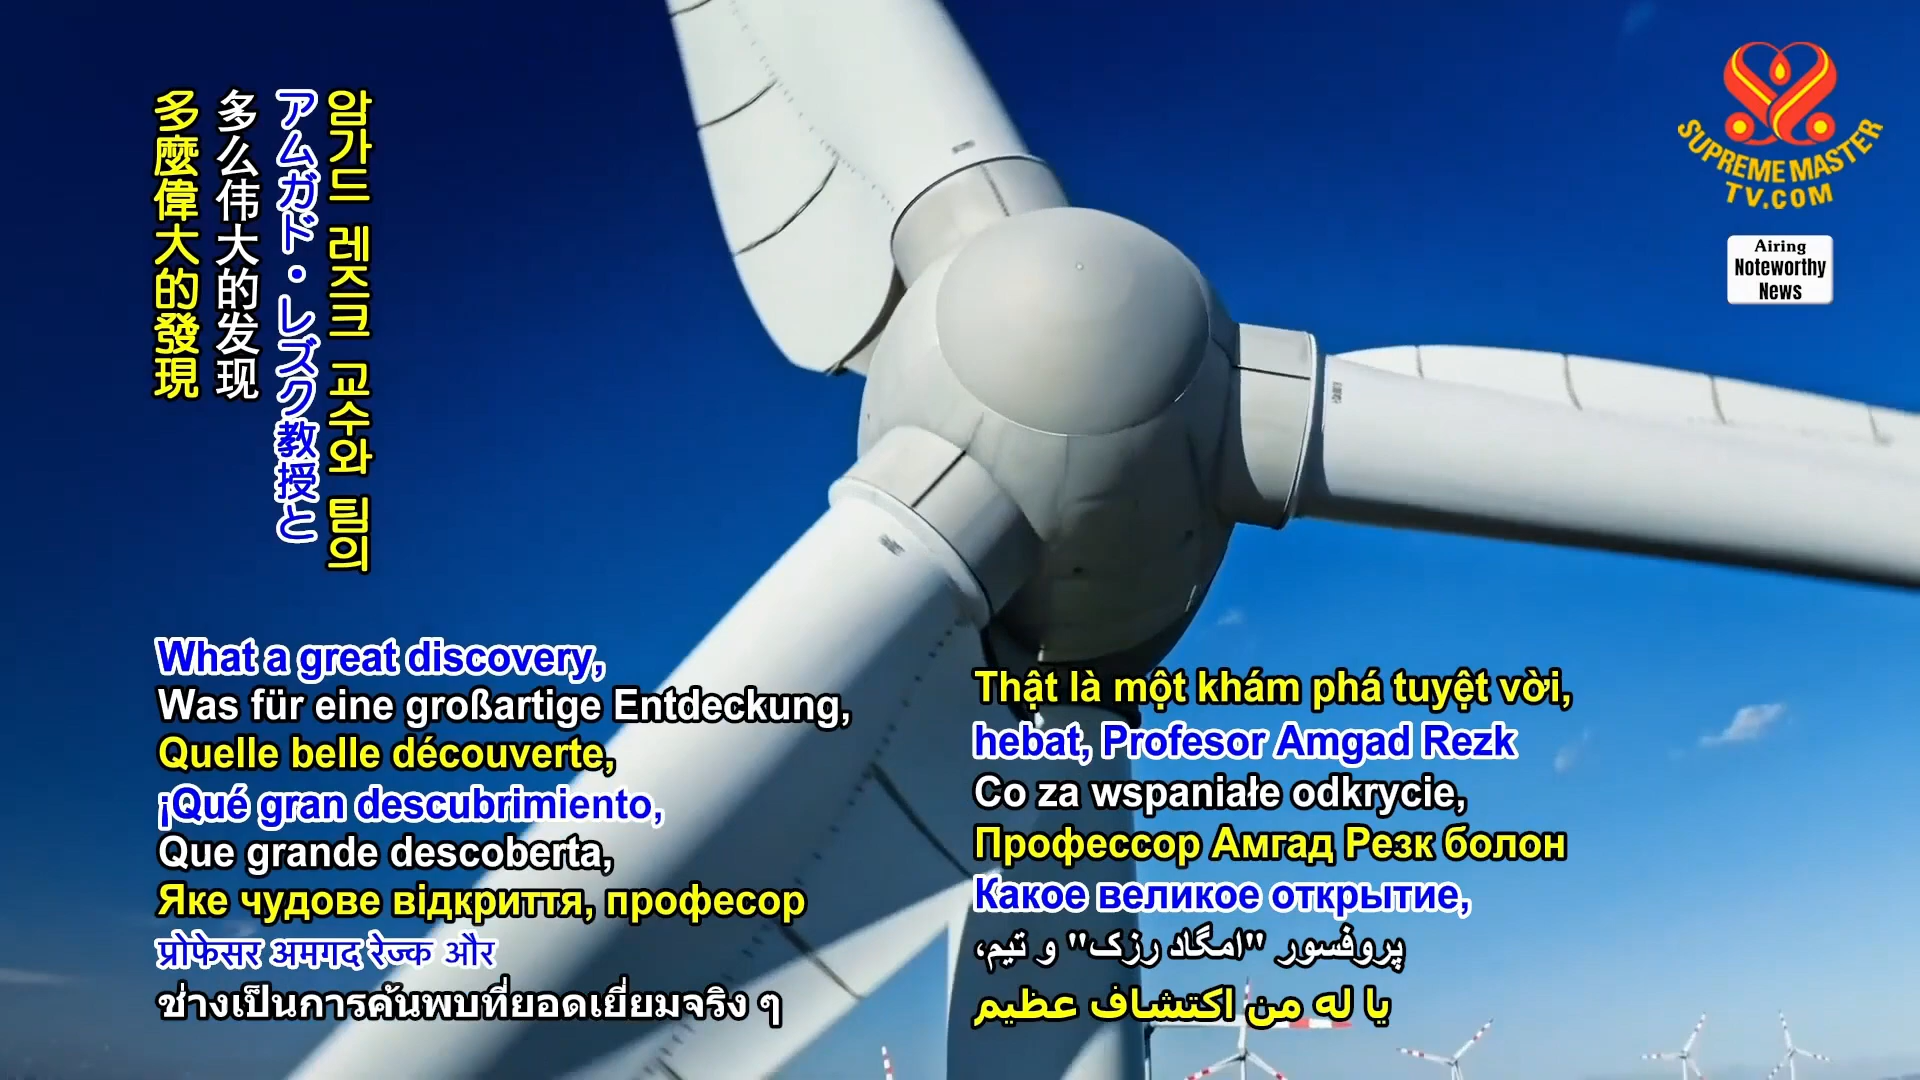 多麼偉大的發現
多么伟大的发现
アムガド・レズク教授と
암가드 레즈크 교수와 팀의
SUPREME MASTER
TV.COM
Airing
Noteworthy
News
What a great discovery,
Was für eine großartige Entdeckung,
Quelle belle découverte,
¡Qué gran descubrimiento,
Que grande descoberta,
Яке чудове відкриття, професор
प्रोफेसर अमगद रेज्क और
ช่างเป็นการค้นพบที่ยอดเยี่ยมจริง ๆ
Thật là một khám phá tuyệt vời,
hebat, Profesor Amgad Rezk
Co za wspaniałe odkrycie,
Профессор Амгад Резк болон
Какое великое открытие,
پروفسور "امگاد رزک" و تیم،
يا له من اكتشاف عظيم